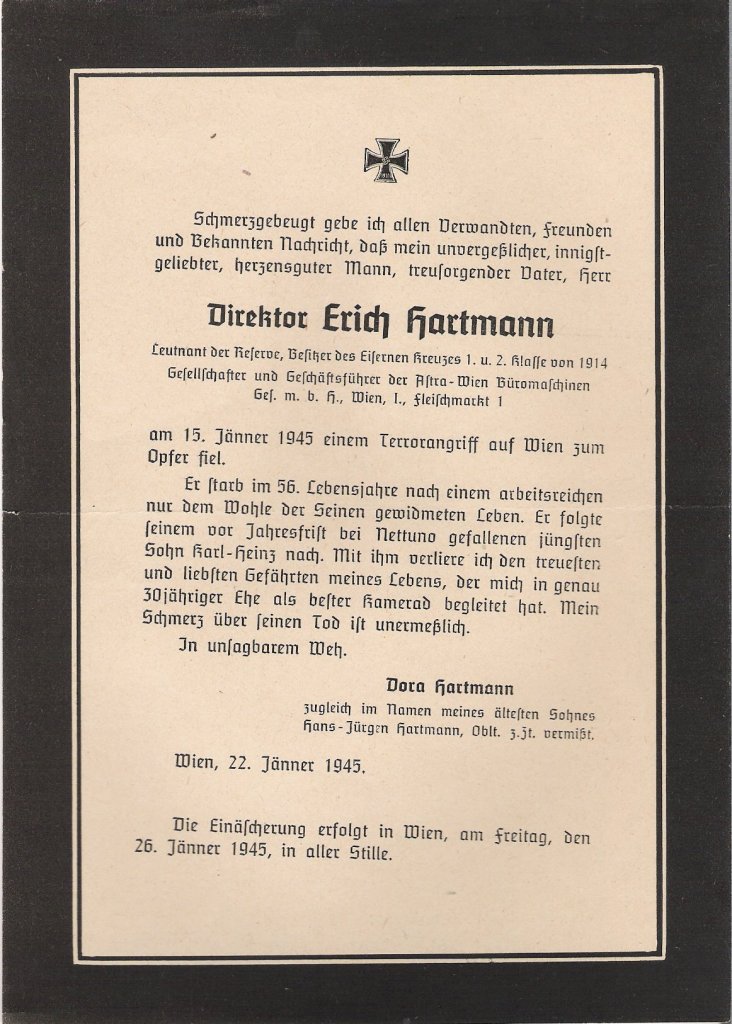 Schmerzgebeugt gebe ich allen Verwandten, Freunden
und Bekannten Nachricht, daß mein unvergeßlicher, innigst-
geliebter, herzensguter Mann, treusorgender Vater, Herr
Direktor Erich Hartmann
Leutnant der Reserve, Besitzer des Eisernen Kreuzes 1. u. 2. Klasse von 1914
Gesellschafter und Geschäftsführer der Astra-Wien Büromaschinen
Ges. m. b. H., Wien, I., Fleischmarkt 1
am 15. Jänner 1945 einem Terrorangriff auf Wien zum
Opfer fiel.
Er starb im 56. Lebensjahre nach einem arbeitsreichen
nur dem Wohle der Seinen gewidmeten Leben. Er folgte
seinem vor Jahresfrist bei Nettuno gefallenen jüngsten
Sohn Karl-Heinz nach. Mit ihm verliere ich den treuesten
und liebsten Gefährten meines Lebens, der mich in genau
30jähriger Ehe als bester Kamerad begleitet hat. Mein
Schmerz über seinen Tod ist unermeßlich.
In unsagbarem Weh.
Dora Hartmann
zugleich im Namen meines ältesten Sohnes
Hans-Jürgen Hartmann, Oblt. z.Zt. vermißt.
Wien, 22. Jänner 1945.
Die Einäscherung erfolgt in Wien, am Freitag, den
26. Jänner 1945, in aller Stille.